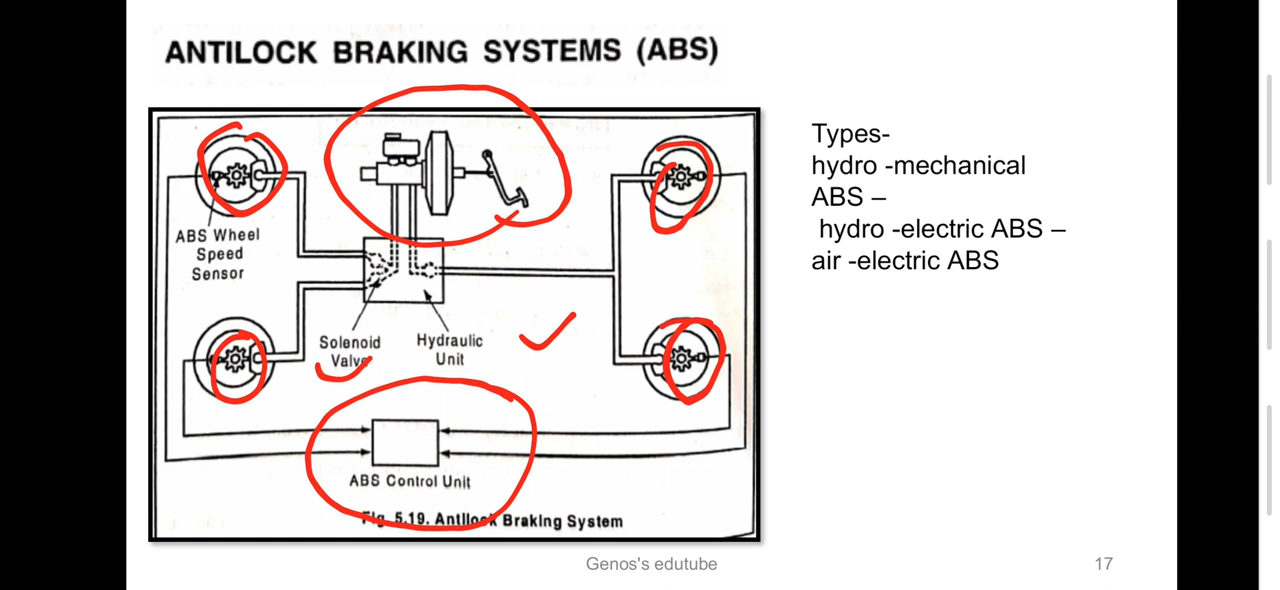 ANTILOCK BRAKING SYSTEMS (ABS)
ABS Wheel
Speed
Sensor
Solenoid
Valve
Hydraulic
Unit
ABS Control Unit
Fig. 5.19. Antilock Braking System
Types-
hydro -mechanical
ABS –
hydro -electric ABS –
air -electric ABS
Genos's edutube
17